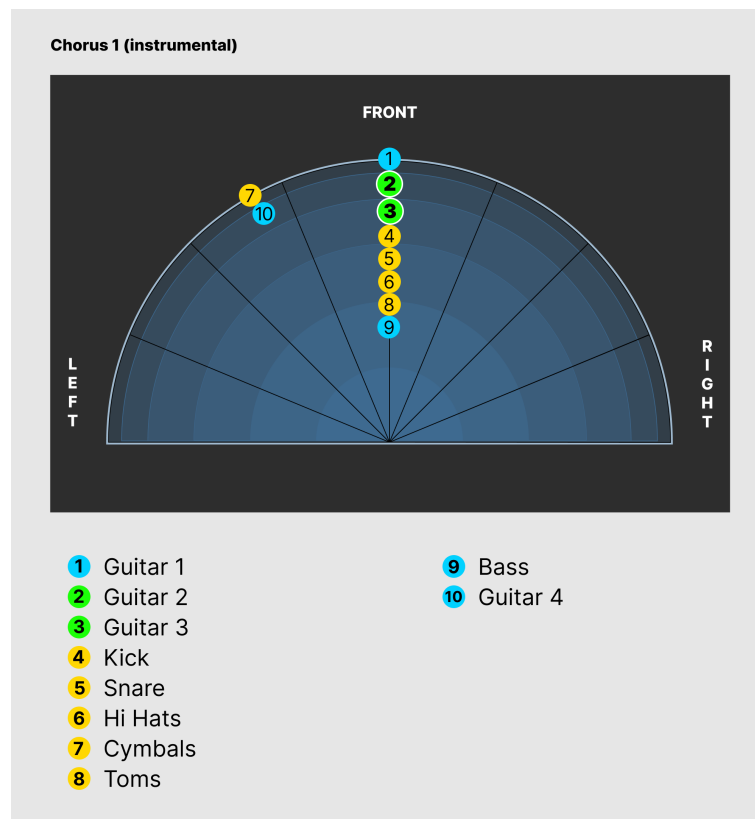 Chorus 1 (instrumental)
FRONT
1
2
3
4
5
6
8
9
7
10
LEFT
RIGHT
1 Guitar 1
2 Guitar 2
3 Guitar 3
4 Kick
5 Snare
6 Hi Hats
7 Cymbals
8 Toms
9 Bass
10 Guitar 4